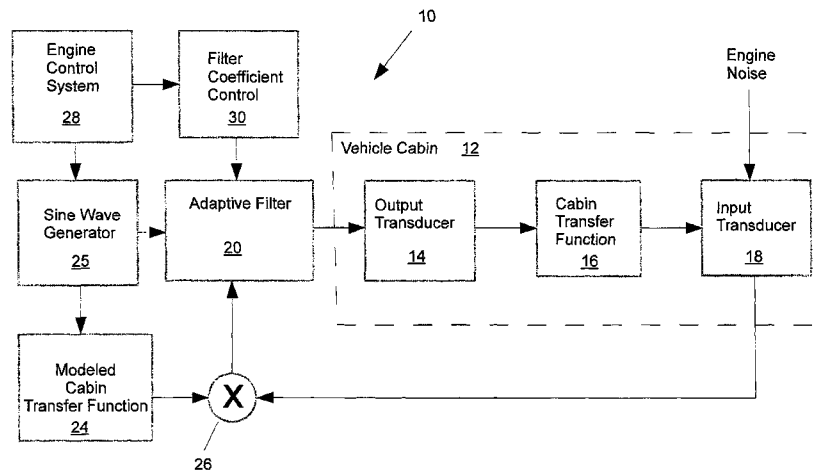 10
Engine
Control
System
28
Filter
Coefficient
Control
30
Engine
Noise
Vehicle Cabin 12
Sine Wave
Generator
25
Adaptive Filter
20
Output
Transducer
14
Cabin
Transfer
Function
16
Input
Transducer
18
Modeled
Cabin
Transfer Function
24
X
26